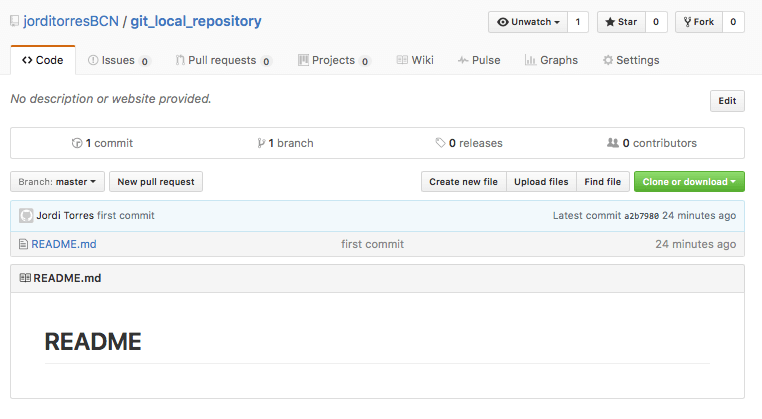 jorditorresBCN / git_local_repository Unwatch 1 Star 0 Fork 0
Code Issues 0 Pull requests 0 Projects 0 Wiki Pulse Graphs Settings
No description or website provided. Edit
1 commit 1 branch 0 releases 0 contributors
Branch: master New pull request Create new file Upload files Find file Clone or download
Jordi Torres first commit Latest commit a2b7980 24 minutes ago
README.md first commit 24 minutes ago
README.md
README